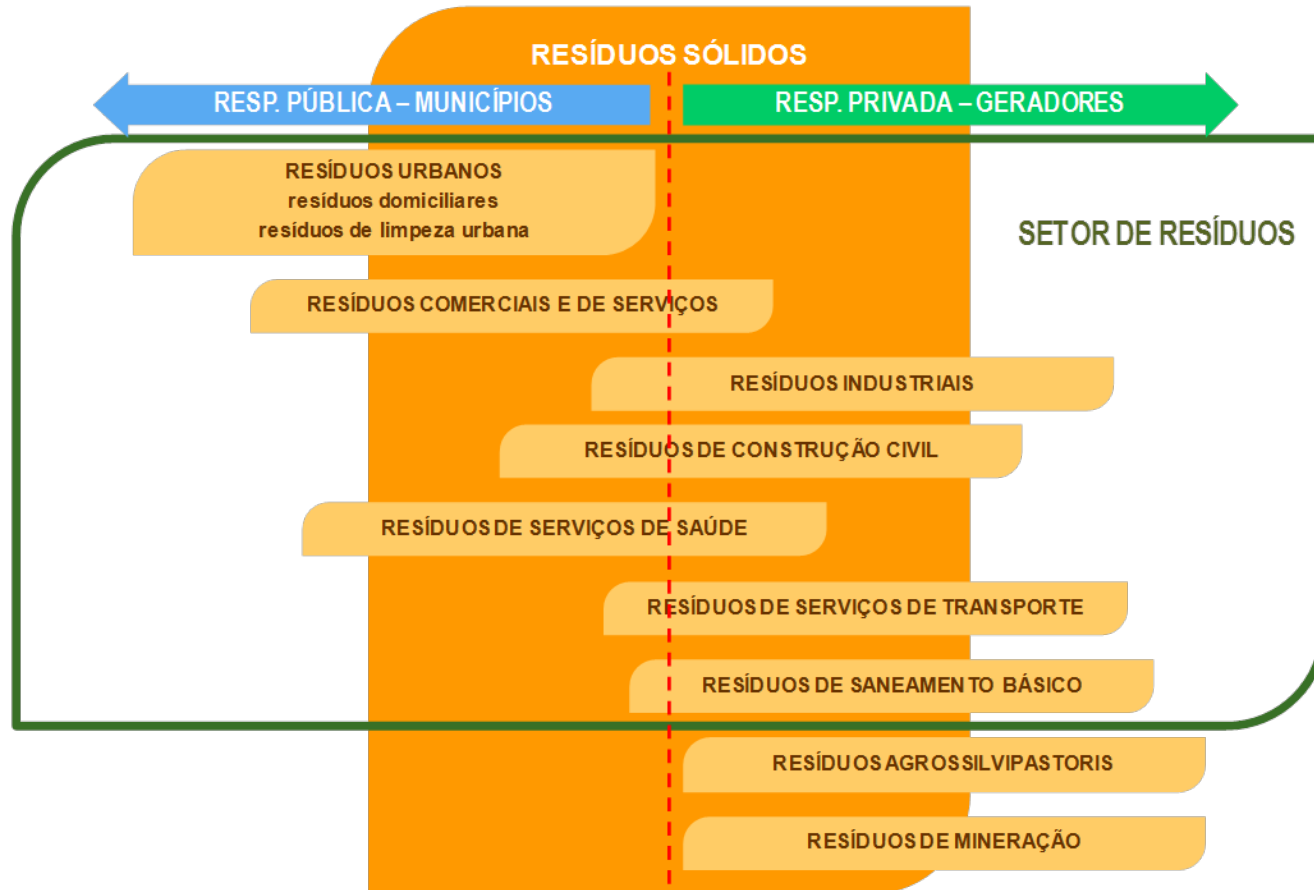 RESÍDUOS SÓLIDOS
RESP. PÚBLICA – MUNICÍPIOS
RESP. PRIVADA – GERADORES
RESÍDUOS URBANOS
resíduos domiciliares
resíduos de limpeza urbana
SETOR DE RESÍDUOS
RESÍDUOS COMERCIAIS E DE SERVIÇOS
RESÍDUOS INDUSTRIAIS
RESÍDUOS DE CONSTRUÇÃO CIVIL
RESÍDUOS DE SERVIÇOS DE SAÚDE
RESÍDUOS DE SERVIÇOS DE TRANSPORTE
RESÍDUOS DE SANEAMENTO BÁSICO
RESÍDUOS AGROSSILVIPASTORIS
RESÍDUOS DE MINERAÇÃO